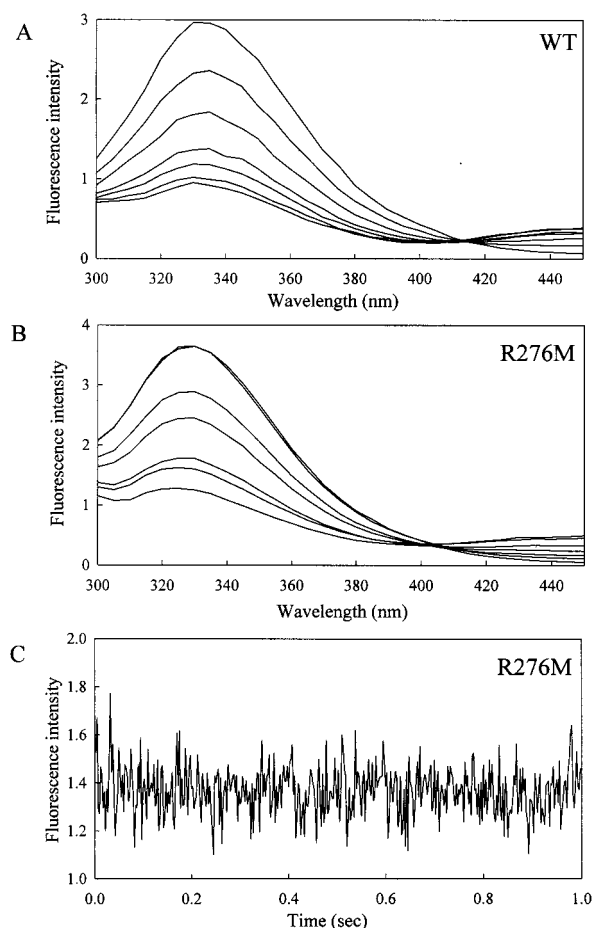 A
WT
3
2
1
0
Fluorescence intensity
300 320 340 360 380 400 420 440
Wavelength (nm)
B
R276M
4
3
2
1
0
Fluorescence intensity
300 320 340 360 380 400 420 440
Wavelength (nm)
C
R276M
2.0
1.8
1.6
1.4
1.2
1.0
Fluorescence intensity
0.0 0.2 0.4 0.6 0.8 1.0
Time (sec)